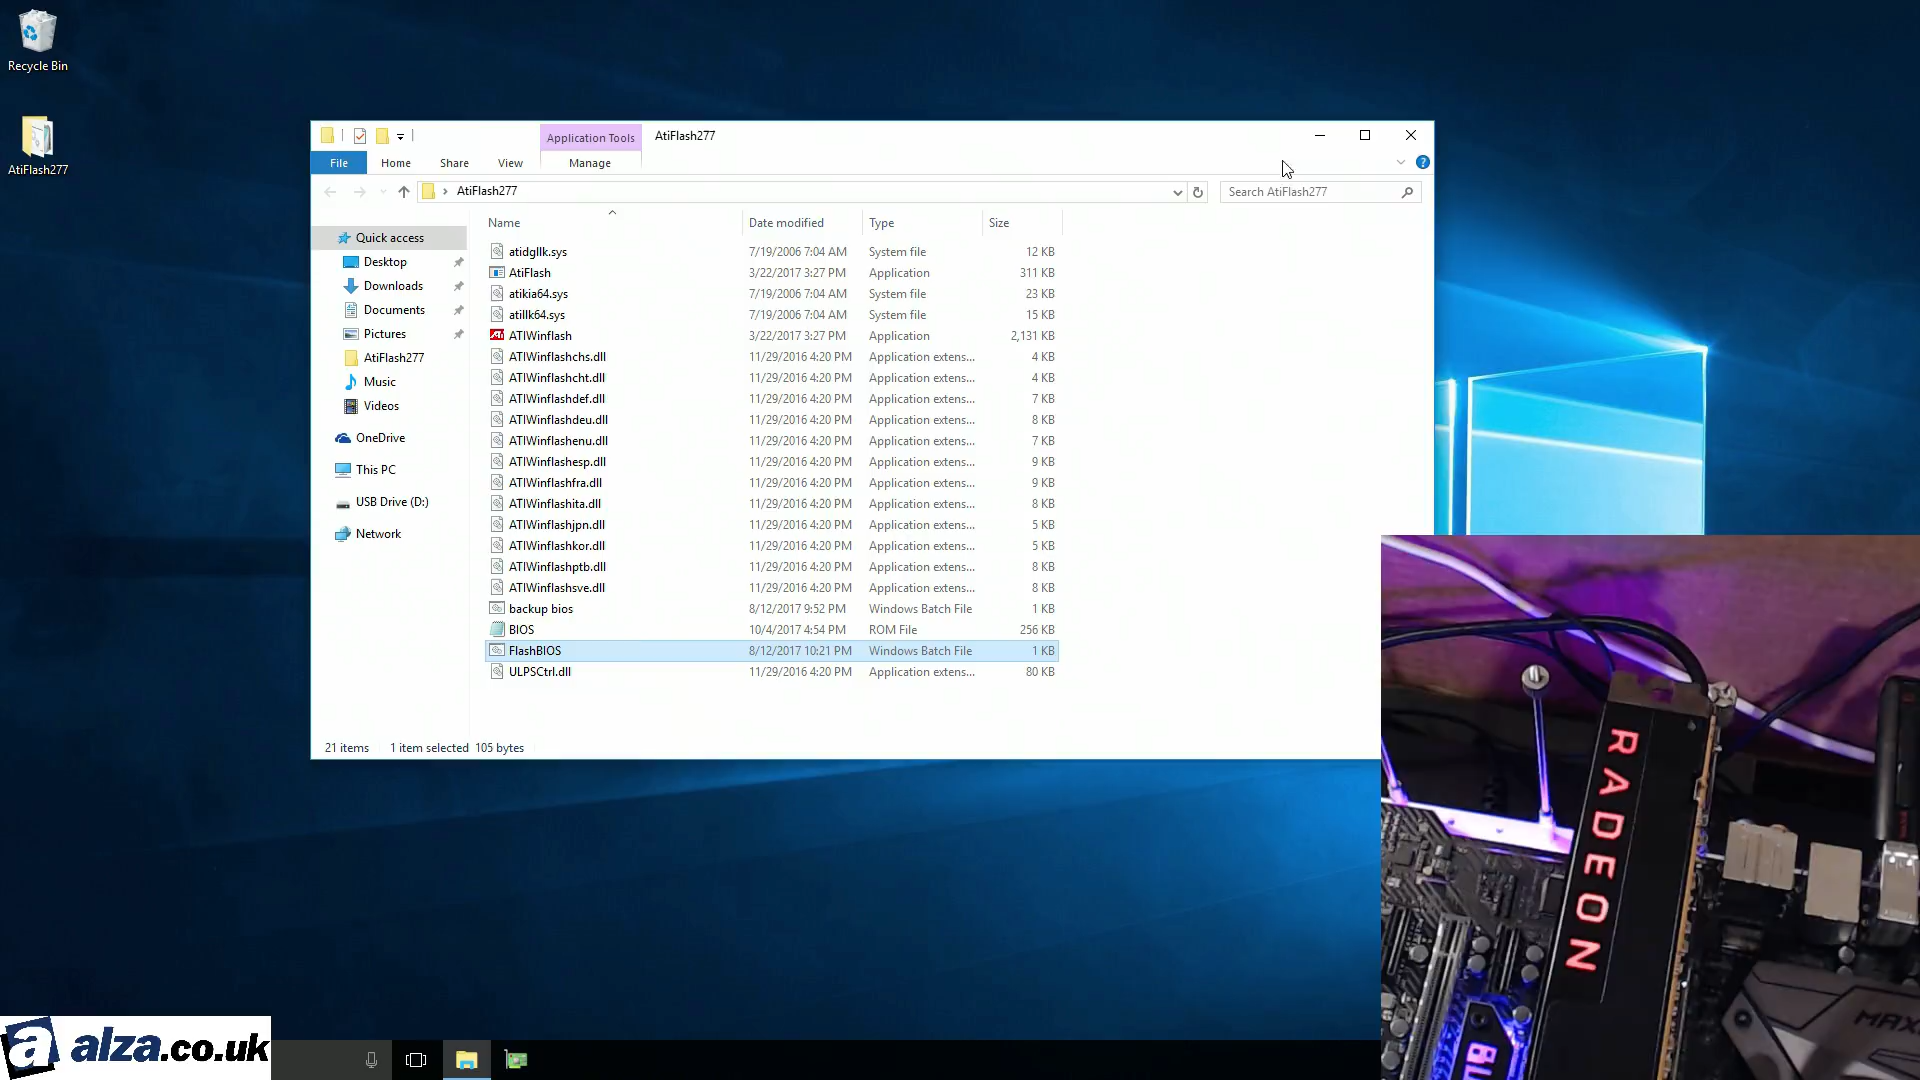 Recycle Bin
AtiFlash277
Application Tools
AtiFlash277
File
Home
Share
View
Manage
AtiFlash277
Search AtiFlash277
Name
Date modified
Type
Size
Quick access
Desktop
Downloads
Documents
Pictures
AtiFlash277
Music
Videos
OneDrive
This PC
USB Drive (D:)
Network
atidgllk.sys 7/19/2006 7:04 AM System file 12 KB
AtiFlash 3/22/2017 3:27 PM Application 311 KB
atikia64.sys 7/19/2006 7:04 AM System file 23 KB
atillk64.sys 7/19/2006 7:04 AM System file 15 KB
ATIWinflash 3/22/2017 3:27 PM Application 2,131 KB
ATIWinflashchs.dll 11/29/2016 4:20 PM Application extens... 4 KB
ATIWinflashcht.dll 11/29/2016 4:20 PM Application extens... 4 KB
ATIWinflashdef.dll 11/29/2016 4:20 PM Application extens... 7 KB
ATIWinflashdeu.dll 11/29/2016 4:20 PM Application extens... 8 KB
ATIWinflashenu.dll 11/29/2016 4:20 PM Application extens... 7 KB
ATIWinflashesp.dll 11/29/2016 4:20 PM Application extens... 9 KB
ATIWinflashfra.dll 11/29/2016 4:20 PM Application extens... 9 KB
ATIWinflashita.dll 11/29/2016 4:20 PM Application extens... 8 KB
ATIWinflashjpn.dll 11/29/2016 4:20 PM Application extens... 5 KB
ATIWinflashkor.dll 11/29/2016 4:20 PM Application extens... 5 KB
ATIWinflashptb.dll 11/29/2016 4:20 PM Application extens... 8 KB
ATIWinflashsve.dll 11/29/2016 4:20 PM Application extens... 8 KB
backup bios 8/12/2017 9:52 PM Windows Batch File 1 KB
BIOS 10/4/2017 4:54 PM ROM File 256 KB
FlashBIOS 8/12/2017 10:21 PM Windows Batch File 1 KB
ULPSCtrl.dll 11/29/2016 4:20 PM Application extens... 80 KB
21 items 1 item selected 105 bytes
RADEON
MAX
a alza.co.uk